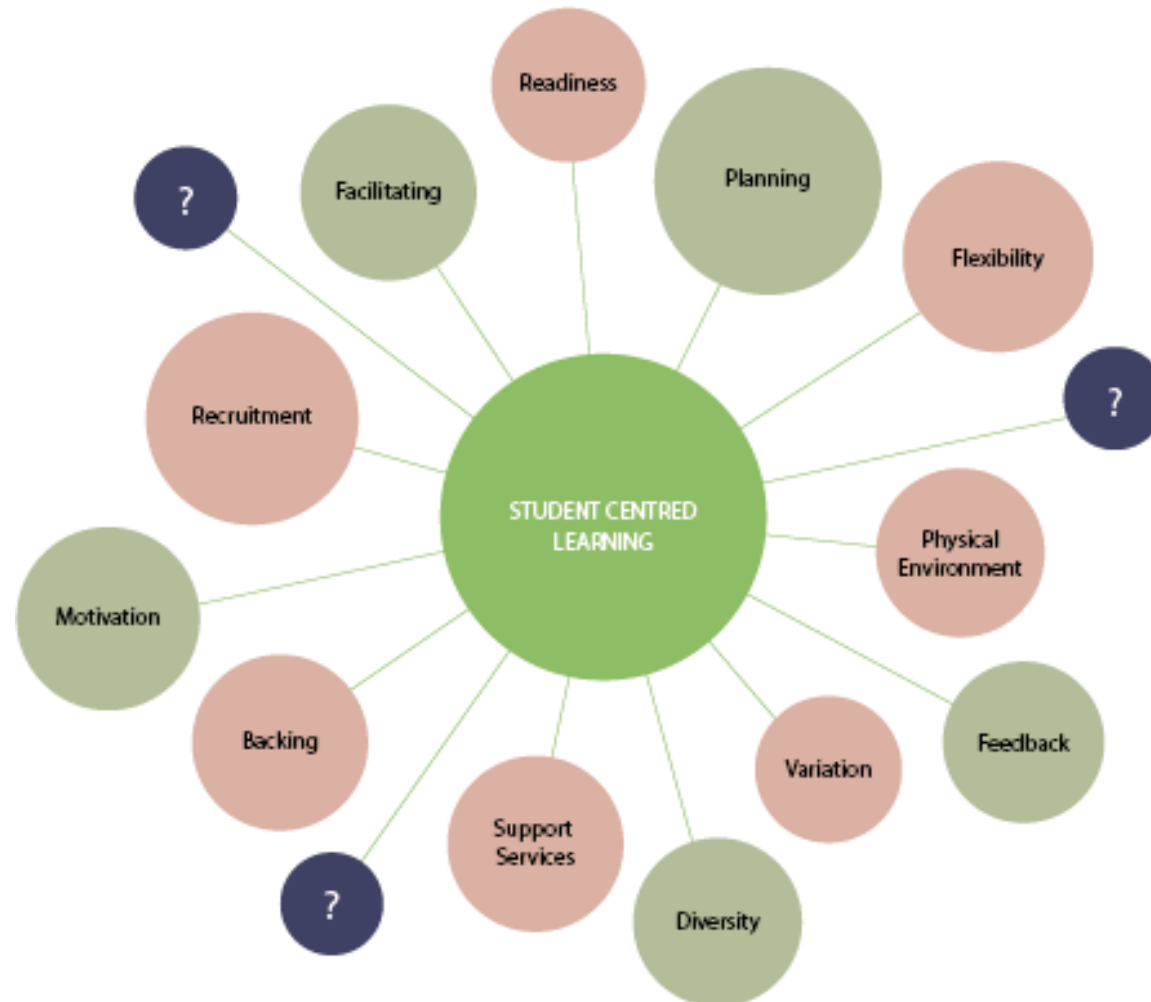 Readiness
Planning
Facilitating
?
Flexibility
?
Recruitment
STUDENT CENTRED
LEARNING
Physical
Environment
Motivation
Backing
Feedback
Variation
Support
Services
?
Diversity